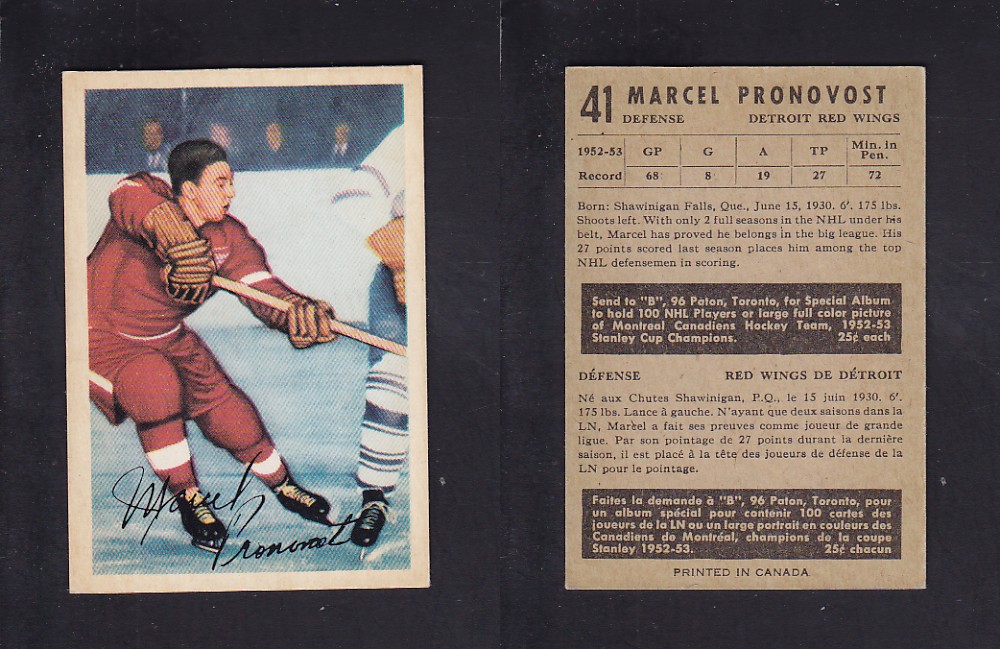 Marcel
Pronovost
41 MARCEL PRONOVOST
DEFENSE DETROIT RED WINGS
1952-53 GP G A TP Min. in Pen.
Record 68 8 19 27 72
Born: Shawinigan Falls, Que., June 15, 1930. 6'. 175 lbs.
Shoots left. With only 2 full seasons in the NHL under his
belt, Marcel has proved he belongs in the big league. His
27 points scored last season places him among the top
NHL defensemen in scoring.
Send to "B", 96 Paton, Toronto, for Special Album
to hold 100 NHL Players or large full color picture
of Montreal Canadiens Hockey Team, 1952-53
Stanley Cup Champions. 25¢ each
DÉFENSE RED WINGS DE DÉTROIT
Né aux Chutes Shawinigan, P.Q., le 15 juin 1930. 6'.
175 lbs. Lance à gauche. N'ayant que deux saisons dans la
LN, Marcel a fait ses preuves comme joueur de grande
ligue. Par son pointage de 27 points durant la dernière
saison, il est placé à la tête des joueurs de défense de la
LN pour le pointage.
Faites la demande à "B", 96 Paton, Toronto, pour
un album spécial pour contenir 100 cartes des
joueurs de la LN ou un large portrait en couleurs des
Canadiens de Montréal, champions de la coupe
Stanley 1952-53. 25¢ chacun
PRINTED IN CANADA